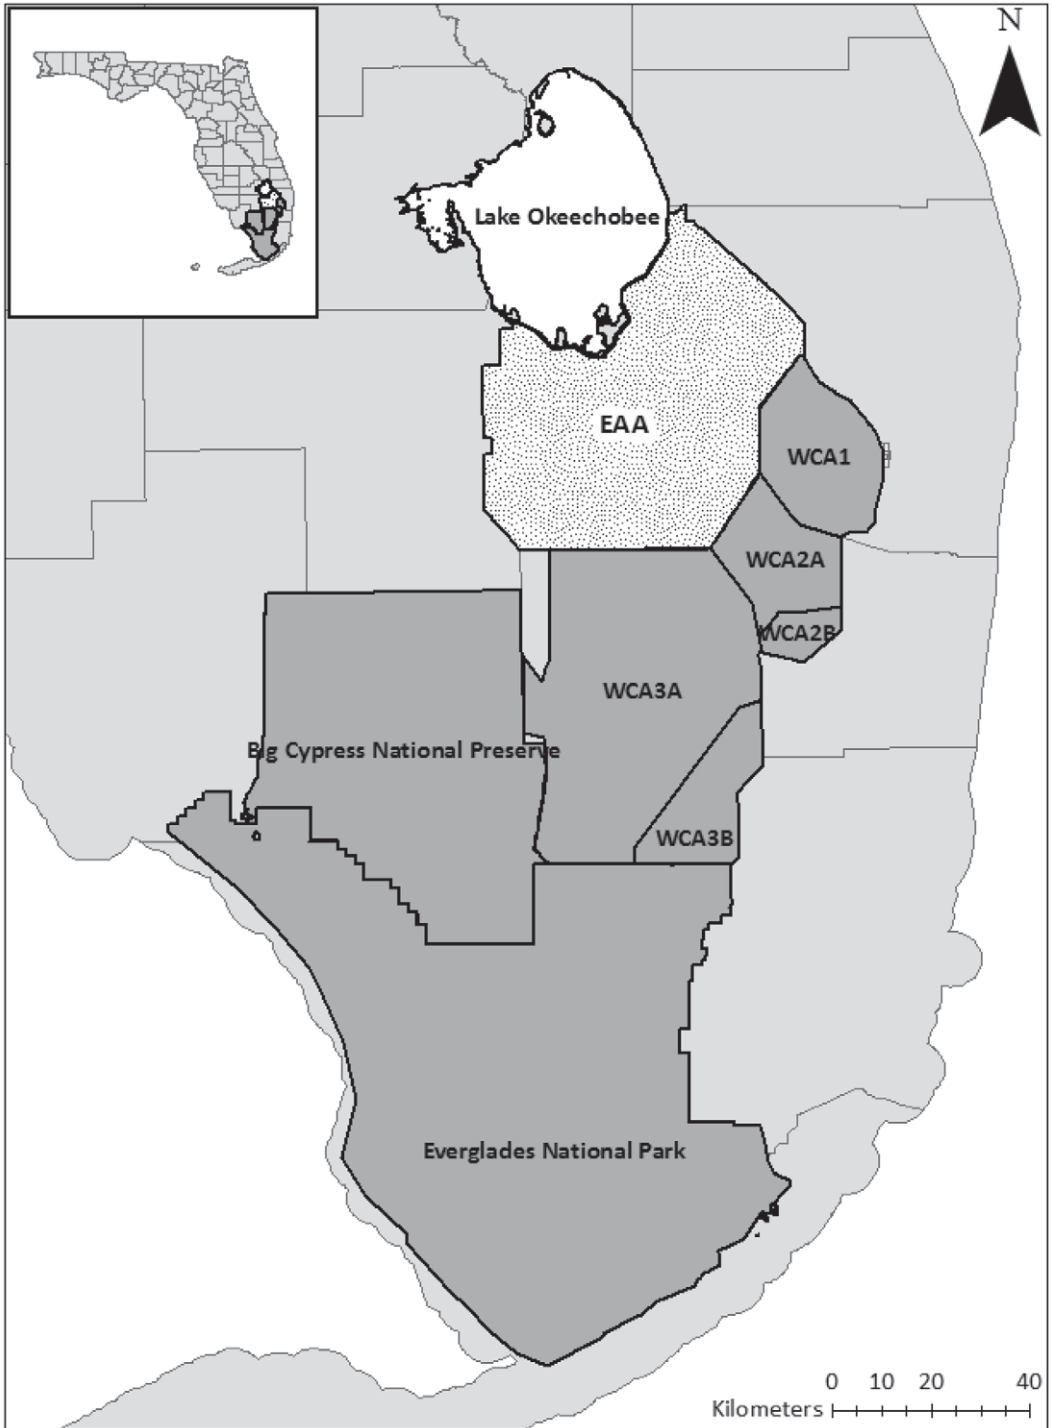 N
Lake Okeechobee
EAA
WCA1
WCA2A
WCA2B
WCA3A
Big Cypress National Preserve
WCA3B
Everglades National Park
0 10 20 40
Kilometers